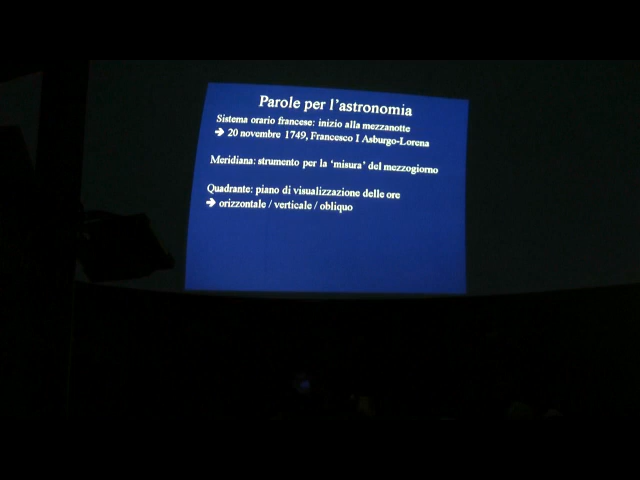 Parole per l'astronomia
Sistema orario francese: inizio alla mezzanotte
➔ 20 novembre 1749, Francesco I Asburgo-Lorena
Meridiana: strumento per la 'misura' del mezzogiorno
Quadrante: piano di visualizzazione delle ore
➔ orizzontale / verticale / obliquo